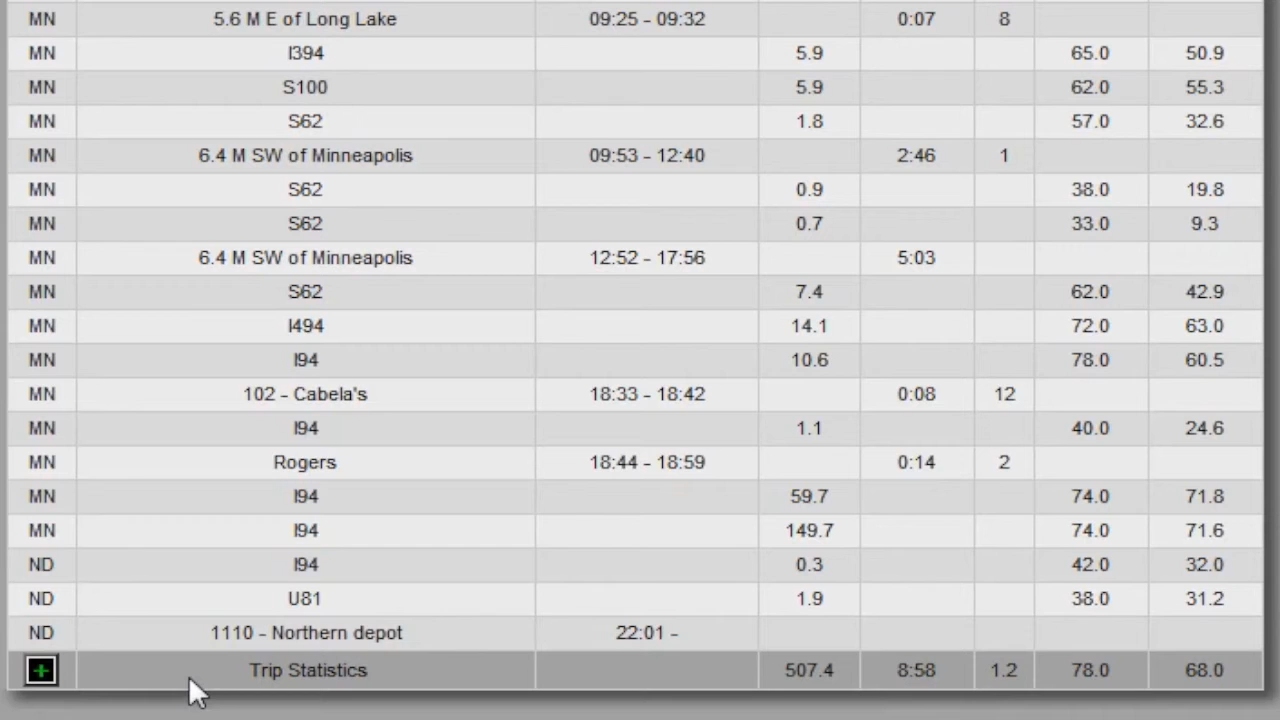 MN 5.6 M E of Long Lake 09:25 - 09:32 0:07 8
MN I394 5.9 65.0 50.9
MN S100 5.9 62.0 55.3
MN S62 1.8 57.0 32.6
MN 6.4 M SW of Minneapolis 09:53 - 12:40 2:46 1
MN S62 0.9 38.0 19.8
MN S62 0.7 33.0 9.3
MN 6.4 M SW of Minneapolis 12:52 - 17:56 5:03
MN S62 7.4 62.0 42.9
MN I494 14.1 72.0 63.0
MN I94 10.6 78.0 60.5
MN 102 - Cabela's 18:33 - 18:42 0:08 12
MN I94 1.1 40.0 24.6
MN Rogers 18:44 - 18:59 0:14 2
MN I94 59.7 74.0 71.8
MN I94 149.7 74.0 71.6
ND I94 0.3 42.0 32.0
ND U81 1.9 38.0 31.2
ND 1110 - Northern depot 22:01 -
+ Trip Statistics 507.4 8:58 1.2 78.0 68.0